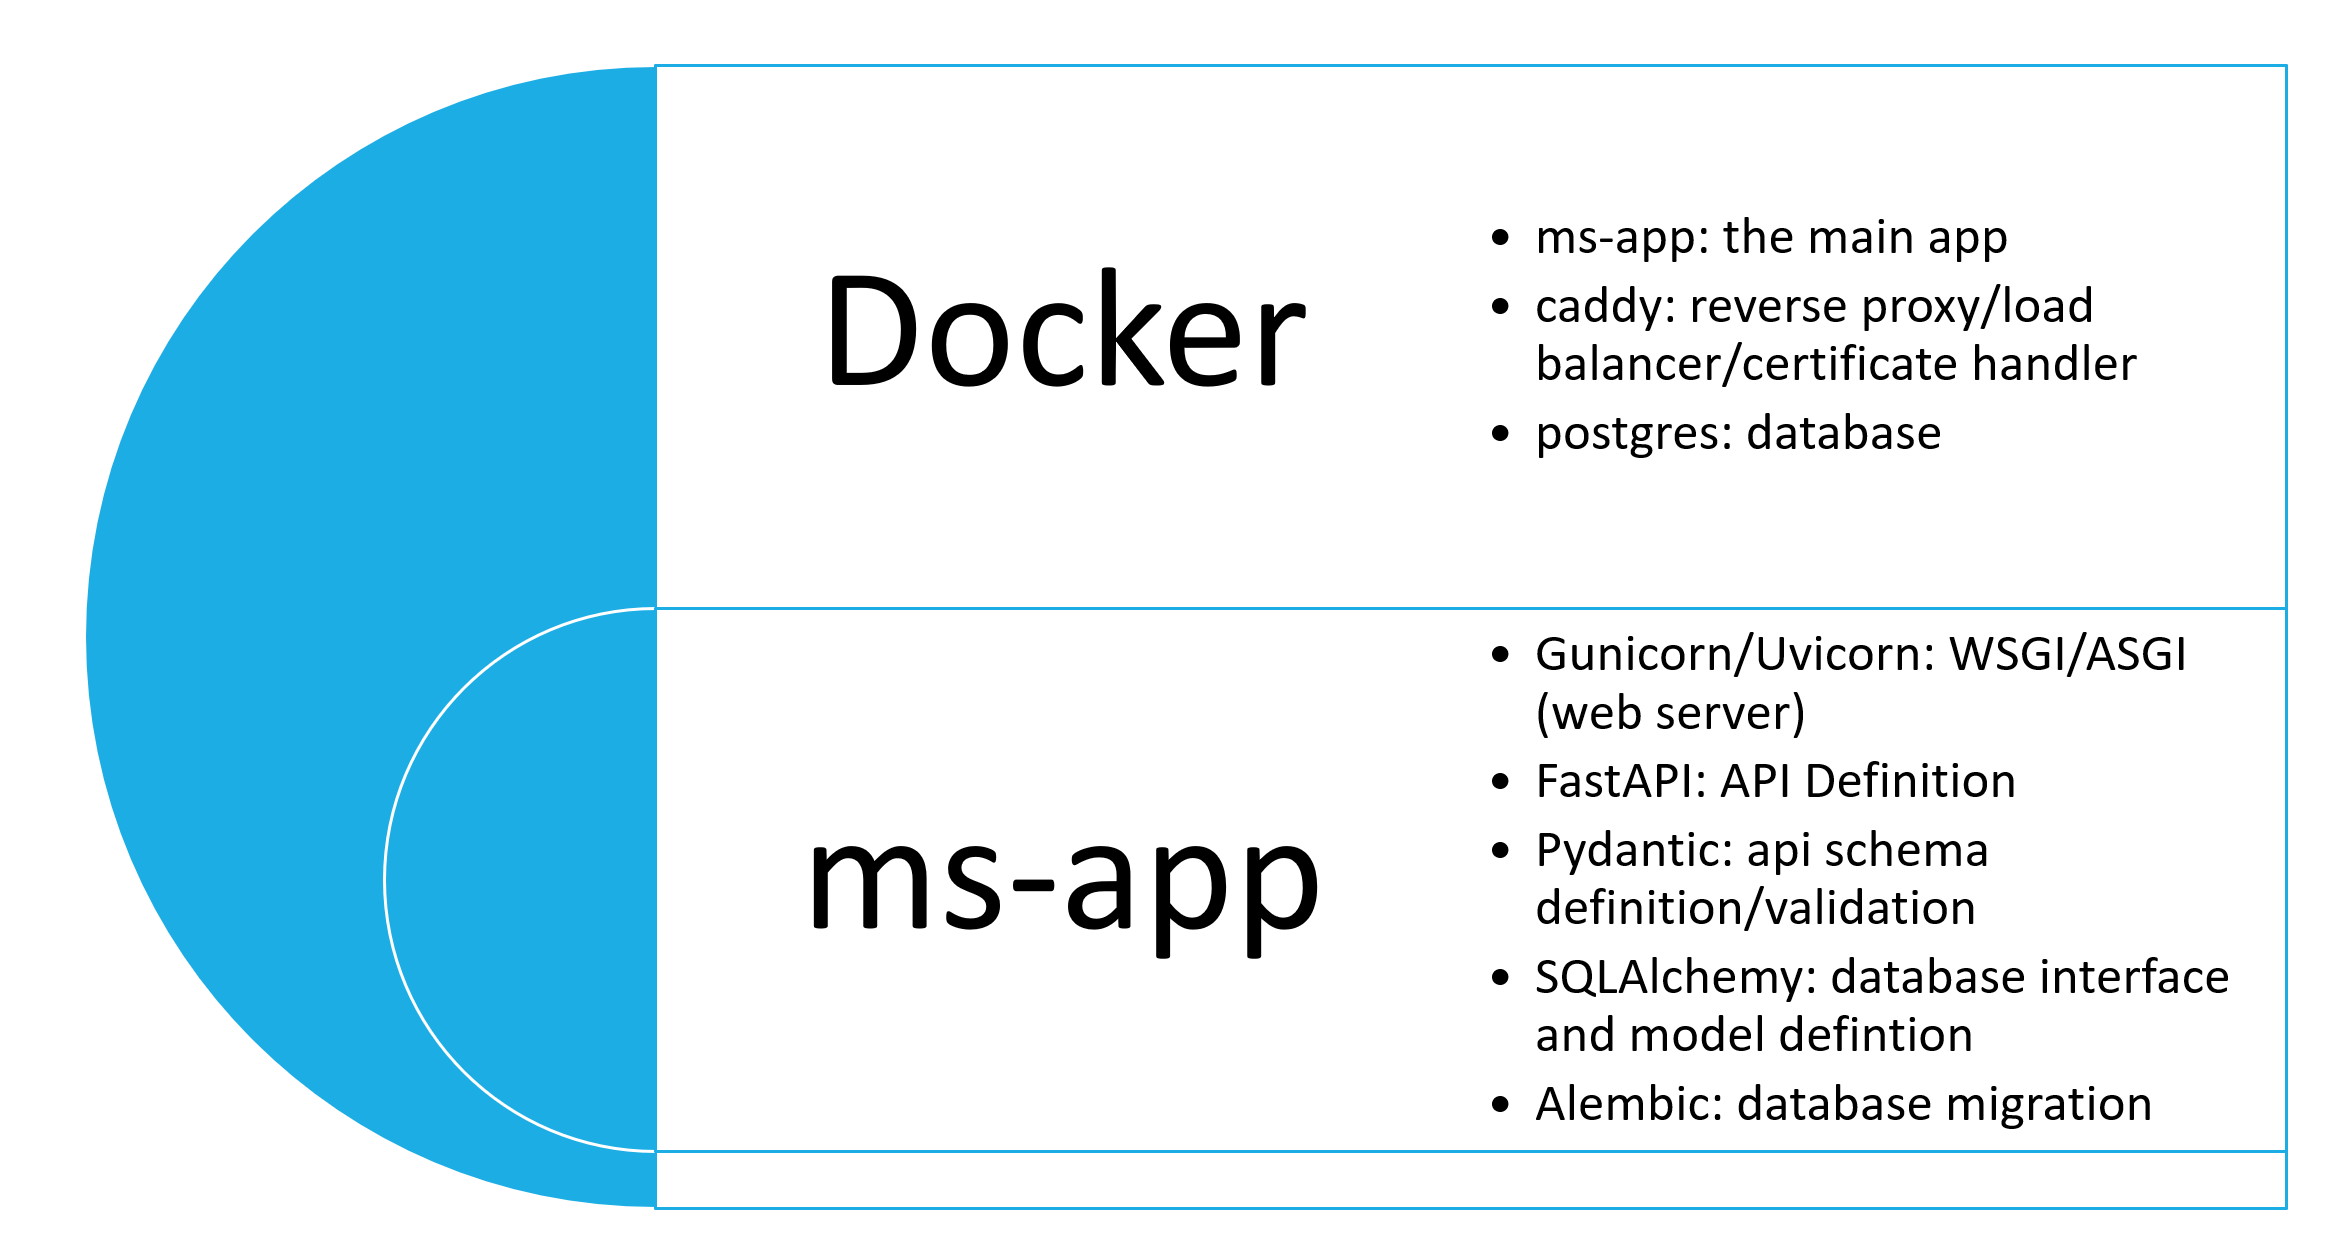 Docker
• ms-app: the main app
• caddy: reverse proxy/load
balancer/certificate handler
• postgres: database
ms-app
• Gunicorn/Uvicorn: WSGI/ASGI
(web server)
• FastAPI: API Definition
• Pydantic: api schema
definition/validation
• SQLAlchemy: database interface
and model defintion
• Alembic: database migration